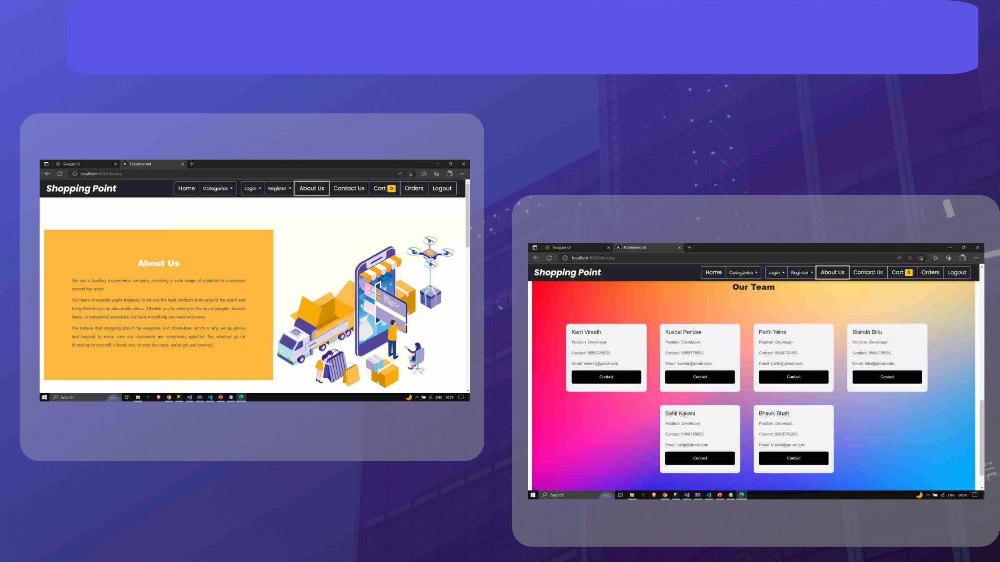 Swagger UI
ECommerceUI
localhost:4200/Aboutus
Shopping Point
Home Categories Login Register About Us Contact Us Cart 0 Orders Logout
About Us
We are a leading e-commerce company providing a wide range of products to customers
around the world.
Our team of experts works tirelessly to source the best products from around the world and
bring them to you at unbeatable prices. Whether you're looking for the latest gadgets, fashion
items, or household essentials, we have everything you need and more.
We believe that shopping should be enjoyable and stress-free, which is why we go above
and beyond to make sure our customers are completely satisfied. So, whether you're
shopping for yourself, a loved one, or your business, we've got you covered.
Search
ENG 00:24
Swagger UI
ECommerceUI
localhost:4200/Aboutus
Shopping Point
Home Categories Login Register About Us Contact Us Cart 0 Orders Logout
Our Team
Karri Vinodh
Position: Developer
Contact: 9988776655
Email: vinodh@gmail.com
Contact
Kushal Pendse
Position: Developer
Contact: 9988776655
Email: kushal@gmail.com
Contact
Parth Yelne
Position: Developer
Contact: 9988776655
Email: parth@gmail.com
Contact
Sisindri Billu
Position: Developer
Contact: 9988776655
Email: billu@gmail.com
Contact
Sahil Kakani
Position: Developer
Contact: 9988776655
Email: sahil@gmail.com
Contact
Bhavik Bhatt
Position: Developer
Contact: 9988776655
Email: bhavik@gmail.com
Contact
Search
ENG 00:24